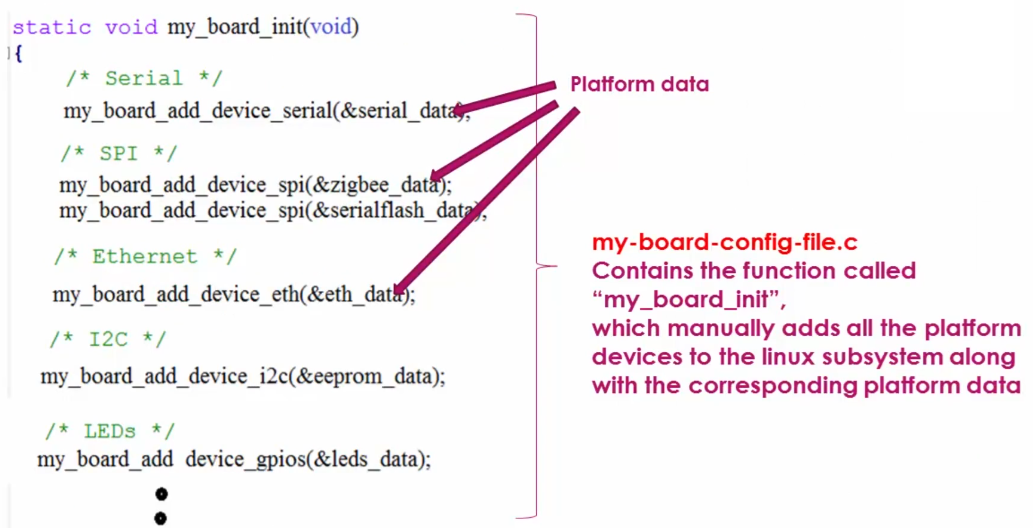 static void my_board_init(void)
{
/* Serial */
my_board_add_device_serial(&serial_data);
/* SPI */
my_board_add_device_spi(&zigbee_data);
my_board_add_device_spi(&serialflash_data);
/* Ethernet */
my_board_add_device_eth(&eth_data);
/* I2C */
my_board_add_device_i2c(&eeprom_data);
/* LEDs */
my_board_add device_gpios(&leds_data);
Platform data
my-board-config-file.c
Contains the function called
“my_board_init”,
which manually adds all the platform
devices to the linux subsystem along
with the corresponding platform data